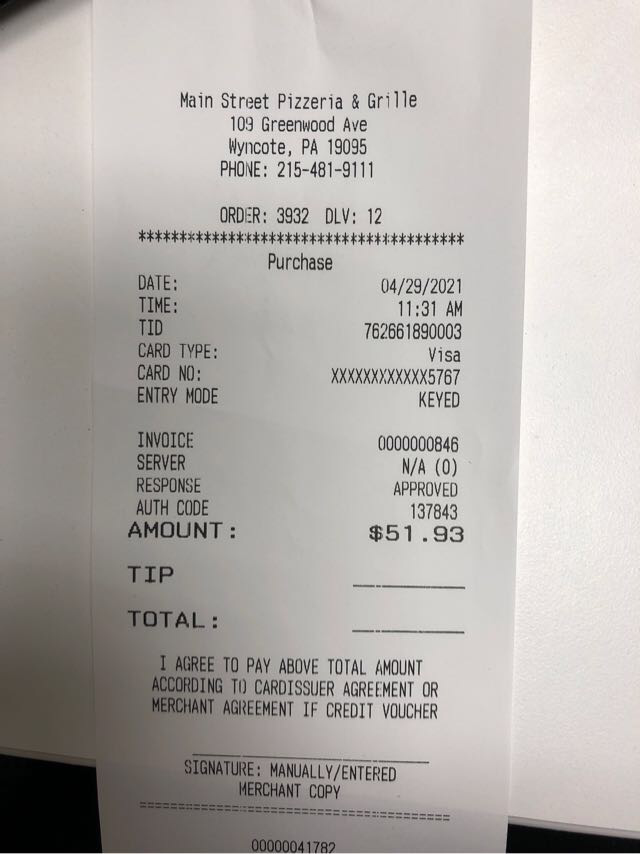 Main Street Pizzeria & Grille
109 Greenwood Ave
Wyncote, PA 19095
PHONE: 215-481-9111
ORDER: 3932 DLV: 12
****************************************
Purchase
DATE: 04/29/2021
TIME: 11:31 AM
TID 762661890003
CARD TYPE: Visa
CARD NO: XXXXXXXXXXXX5767
ENTRY MODE KEYED
INVOICE 0000000846
SERVER N/A (0)
RESPONSE APPROVED
AUTH CODE 137843
AMOUNT: $51.93
TIP ________
TOTAL: ________
I AGREE TO PAY ABOVE TOTAL AMOUNT
ACCORDING TO CARDISSUER AGREEMENT OR
MERCHANT AGREEMENT IF CREDIT VOUCHER
SIGNATURE: MANUALLY/ENTERED
MERCHANT COPY
========================================
00000041782